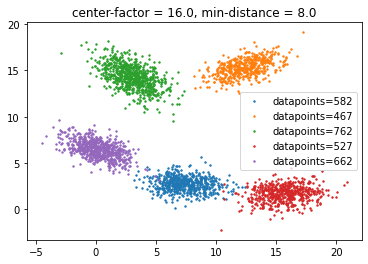 center-factor = 16.0, min-distance = 8.0
20
15
10
5
0
datapoints=582
datapoints=467
datapoints=762
datapoints=527
datapoints=662
−5 0 5 10 15 20